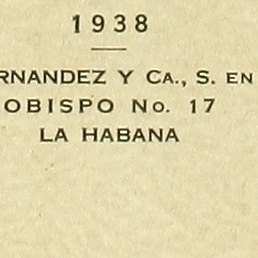 1938
RNANDEZ Y CA., S. EN
OBISPO No. 17
LA HABANA